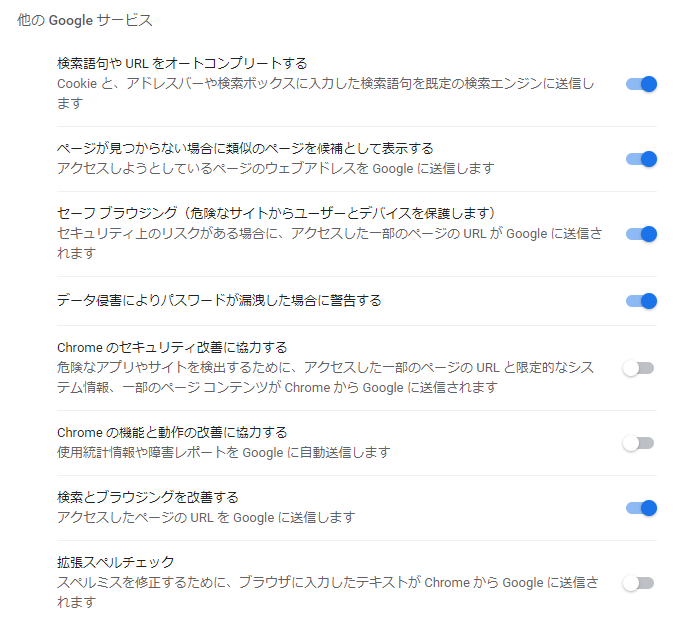 他の Google サービス
検索語句や URL をオートコンプリートする
Cookie と、アドレスバーや検索ボックスに入力した検索語句を既定の検索エンジンに送信し
ます
ページが見つからない場合に類似のページを候補として表示する
アクセスしようとしているページのウェブアドレスを Google に送信します
セーフ ブラウジング（危険なサイトからユーザーとデバイスを保護します）
セキュリティ上のリスクがある場合に、アクセスした一部のページの URL が Google に送信さ
れます
データ侵害によりパスワードが漏洩した場合に警告する
Chrome のセキュリティ改善に協力する
危険なアプリやサイトを検出するために、アクセスした一部のページの URL と限定的なシス
テム情報、一部のページ コンテンツが Chrome から Google に送信されます
Chrome の機能と動作の改善に協力する
使用統計情報や障害レポートを Google に自動送信します
検索とブラウジングを改善する
アクセスしたページの URL を Google に送信します
拡張スペルチェック
スペルミスを修正するために、ブラウザに入力したテキストが Chrome から Google に送信さ
れます